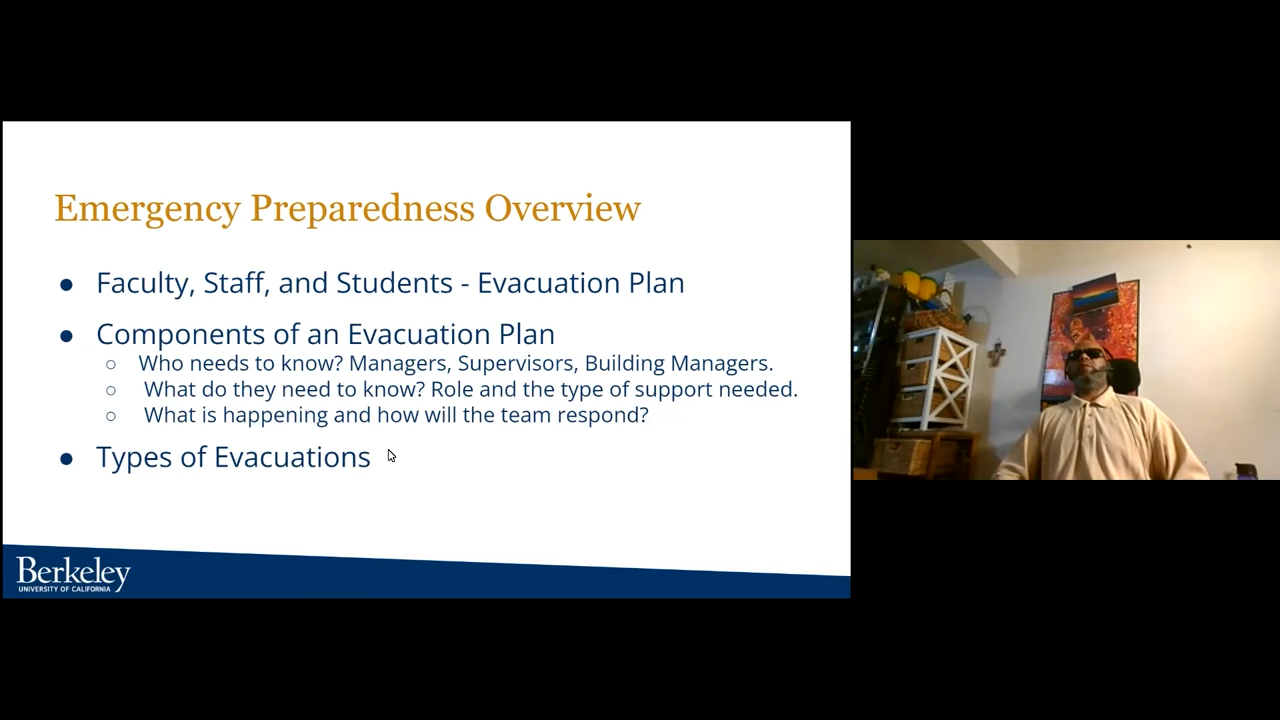 Emergency Preparedness Overview
● Faculty, Staff, and Students - Evacuation Plan
● Components of an Evacuation Plan
○ Who needs to know? Managers, Supervisors, Building Managers.
○ What do they need to know? Role and the type of support needed.
○ What is happening and how will the team respond?
● Types of Evacuations
Berkeley
UNIVERSITY OF CALIFORNIA